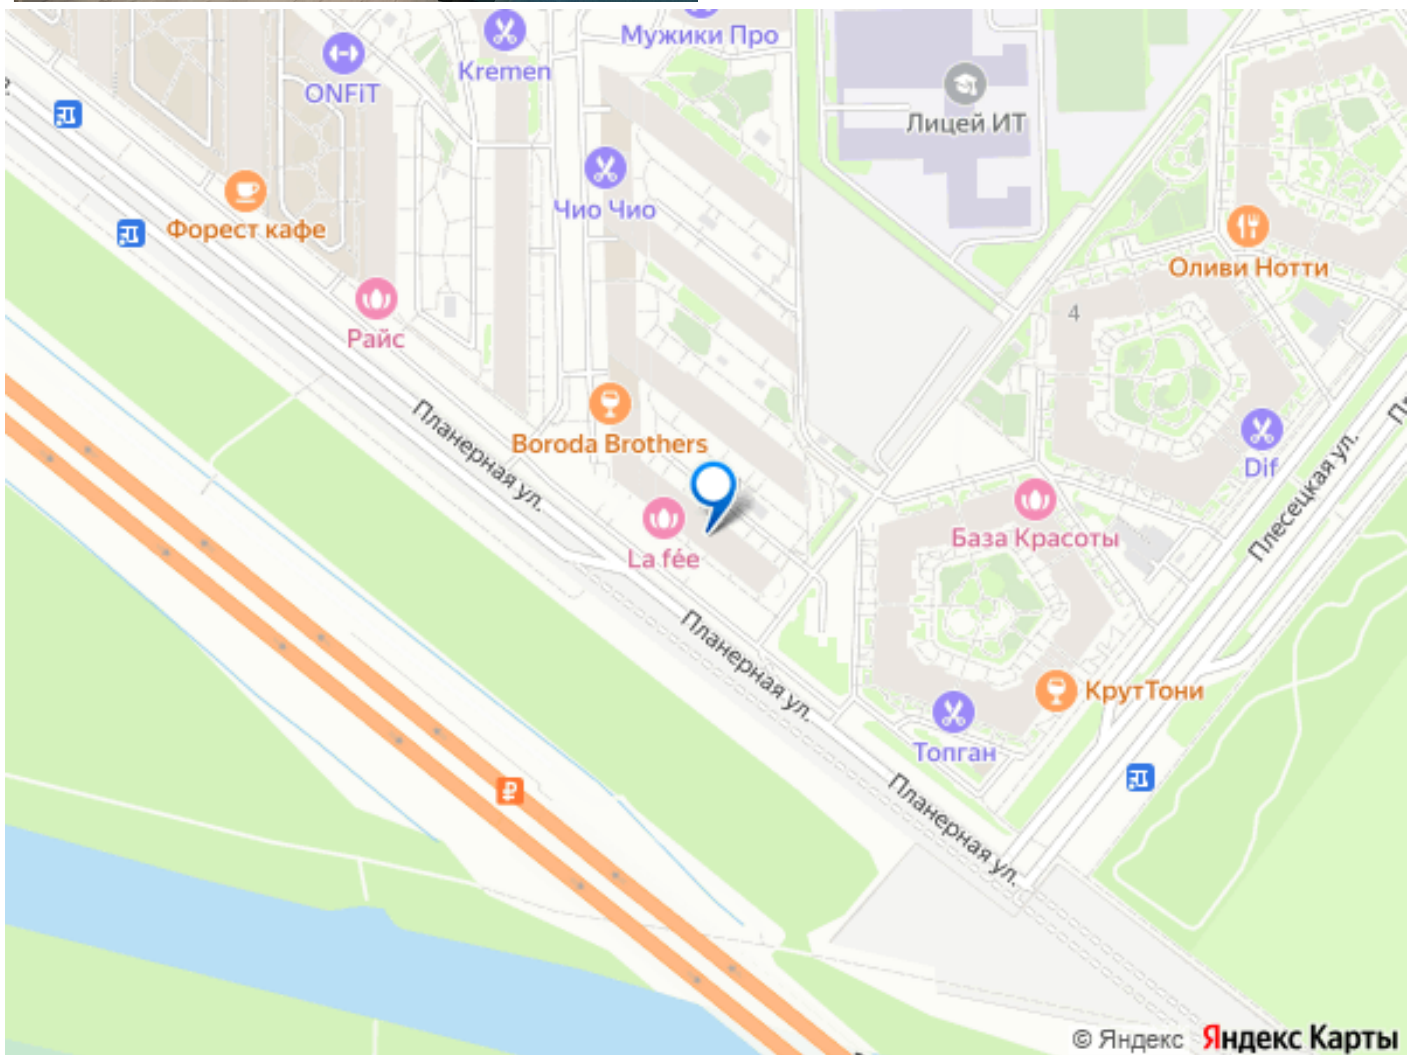 Мужики Про
Kremen
ONFiT
Лицей ИТ
Чио Чио
Форест кафе
Оливи Нотти
4
Райс
Планерная ул.
Boroda Brothers
Dif
Плесецкая ул.
База Красоты
La fée
Планерная ул.
КрутТони
Топган
Планерная ул.
© Яндекс Яндекс Карты